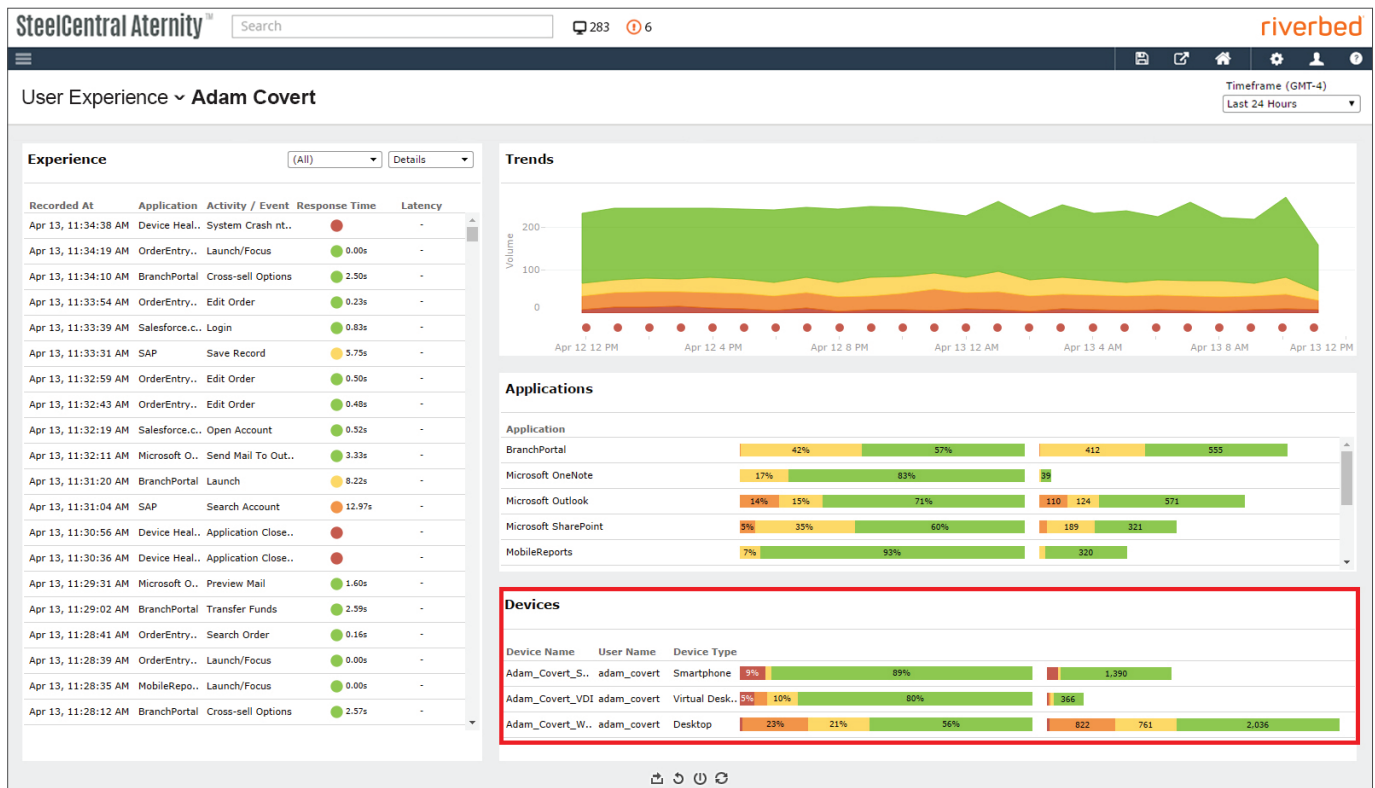 SteelCentral Aternity™ Search 283 6 riverbed
User Experience Adam Covert
Timeframe (GMT-4)
Last 24 Hours
Experience (All) Details
Recorded At Application Activity / Event Response Time Latency
Apr 13, 11:34:38 AM Device Heal.. System Crash nt.. -
Apr 13, 11:34:19 AM OrderEntry.. Launch/Focus 0.00s -
Apr 13, 11:34:10 AM BranchPortal Cross-sell Options 2.50s -
Apr 13, 11:33:54 AM OrderEntry.. Edit Order 0.23s -
Apr 13, 11:33:39 AM Salesforce.c.. Login 0.83s -
Apr 13, 11:33:31 AM SAP Save Record 5.75s -
Apr 13, 11:32:59 AM OrderEntry.. Edit Order 0.50s -
Apr 13, 11:32:43 AM OrderEntry.. Edit Order 0.48s -
Apr 13, 11:32:19 AM Salesforce.c.. Open Account 0.52s -
Apr 13, 11:32:11 AM Microsoft O.. Send Mail To Out.. 3.33s -
Apr 13, 11:31:20 AM BranchPortal Launch 8.22s -
Apr 13, 11:31:04 AM SAP Search Account 12.97s -
Apr 13, 11:30:56 AM Device Heal.. Application Close.. -
Apr 13, 11:30:36 AM Device Heal.. Application Close.. -
Apr 13, 11:29:31 AM Microsoft O.. Preview Mail 1.60s -
Apr 13, 11:29:02 AM BranchPortal Transfer Funds 2.59s -
Apr 13, 11:28:41 AM OrderEntry.. Search Order 0.16s -
Apr 13, 11:28:39 AM OrderEntry.. Launch/Focus 0.00s -
Apr 13, 11:28:35 AM MobileRepo.. Launch/Focus 0.00s -
Apr 13, 11:28:12 AM BranchPortal Cross-sell Options 2.57s -
Trends
Volume
200
100
0
Apr 12 12 PM Apr 12 4 PM Apr 12 8 PM Apr 13 12 AM Apr 13 4 AM Apr 13 8 AM Apr 13 12 PM
Applications
Application
BranchPortal 42% 57% 412 555
Microsoft OneNote 17% 83% 39
Microsoft Outlook 14% 15% 71% 110 124 571
Microsoft SharePoint 5% 35% 60% 189 321
MobileReports 7% 93% 320
Devices
Device Name User Name Device Type
Adam_Covert_S.. adam_covert Smartphone 9% 89% 1,390
Adam_Covert_VDI adam_covert Virtual Desk.. 5% 10% 80% 366
Adam_Covert_W.. adam_covert Desktop 23% 21% 56% 822 761 2,036